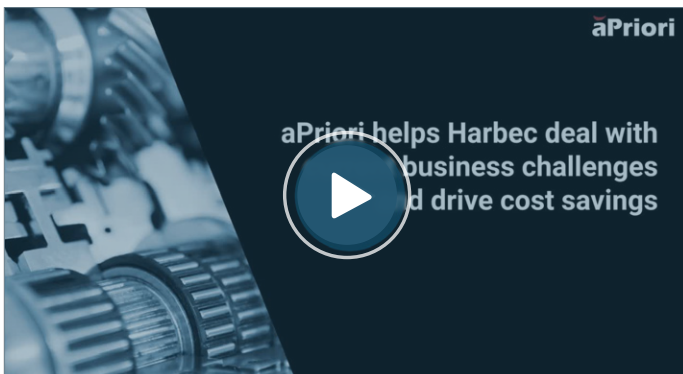 aPriori
aPriori helps Harbec deal with
business challenges
drive cost savings